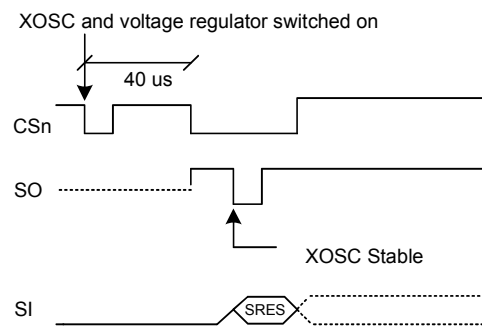 XOSC and voltage regulator switched on
40 us
CSn
SO
XOSC Stable
SI
SRES